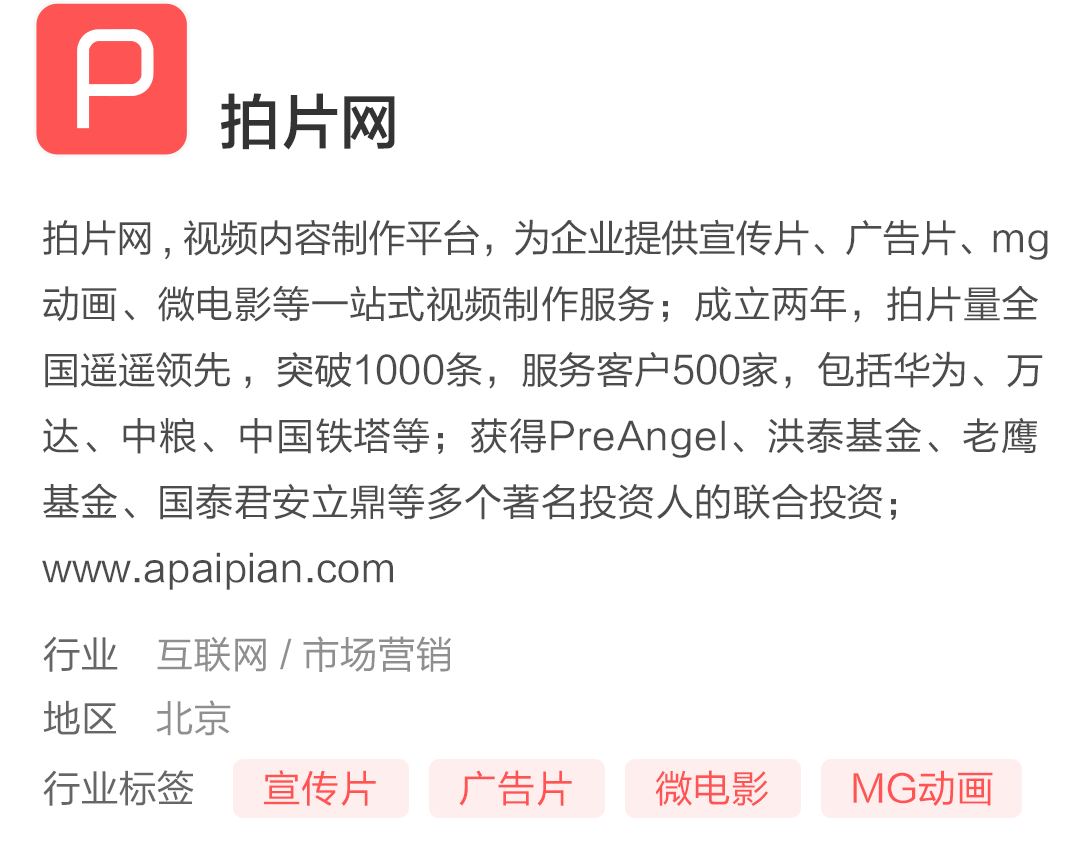 P
拍片网
拍片网，视频内容制作平台，为企业提供宣传片、广告片、mg
动画、微电影等一站式视频制作服务；成立两年，拍片量全
国遥遥领先，突破1000条，服务客户500家，包括华为、万
达、中粮、中国铁塔等；获得PreAngel、洪泰基金、老鹰
基金、国泰君安立鼎等多个著名投资人的联合投资；
www.apaipian.com
行业 互联网 / 市场营销
地区 北京
行业标签 宣传片 广告片 微电影 MG动画